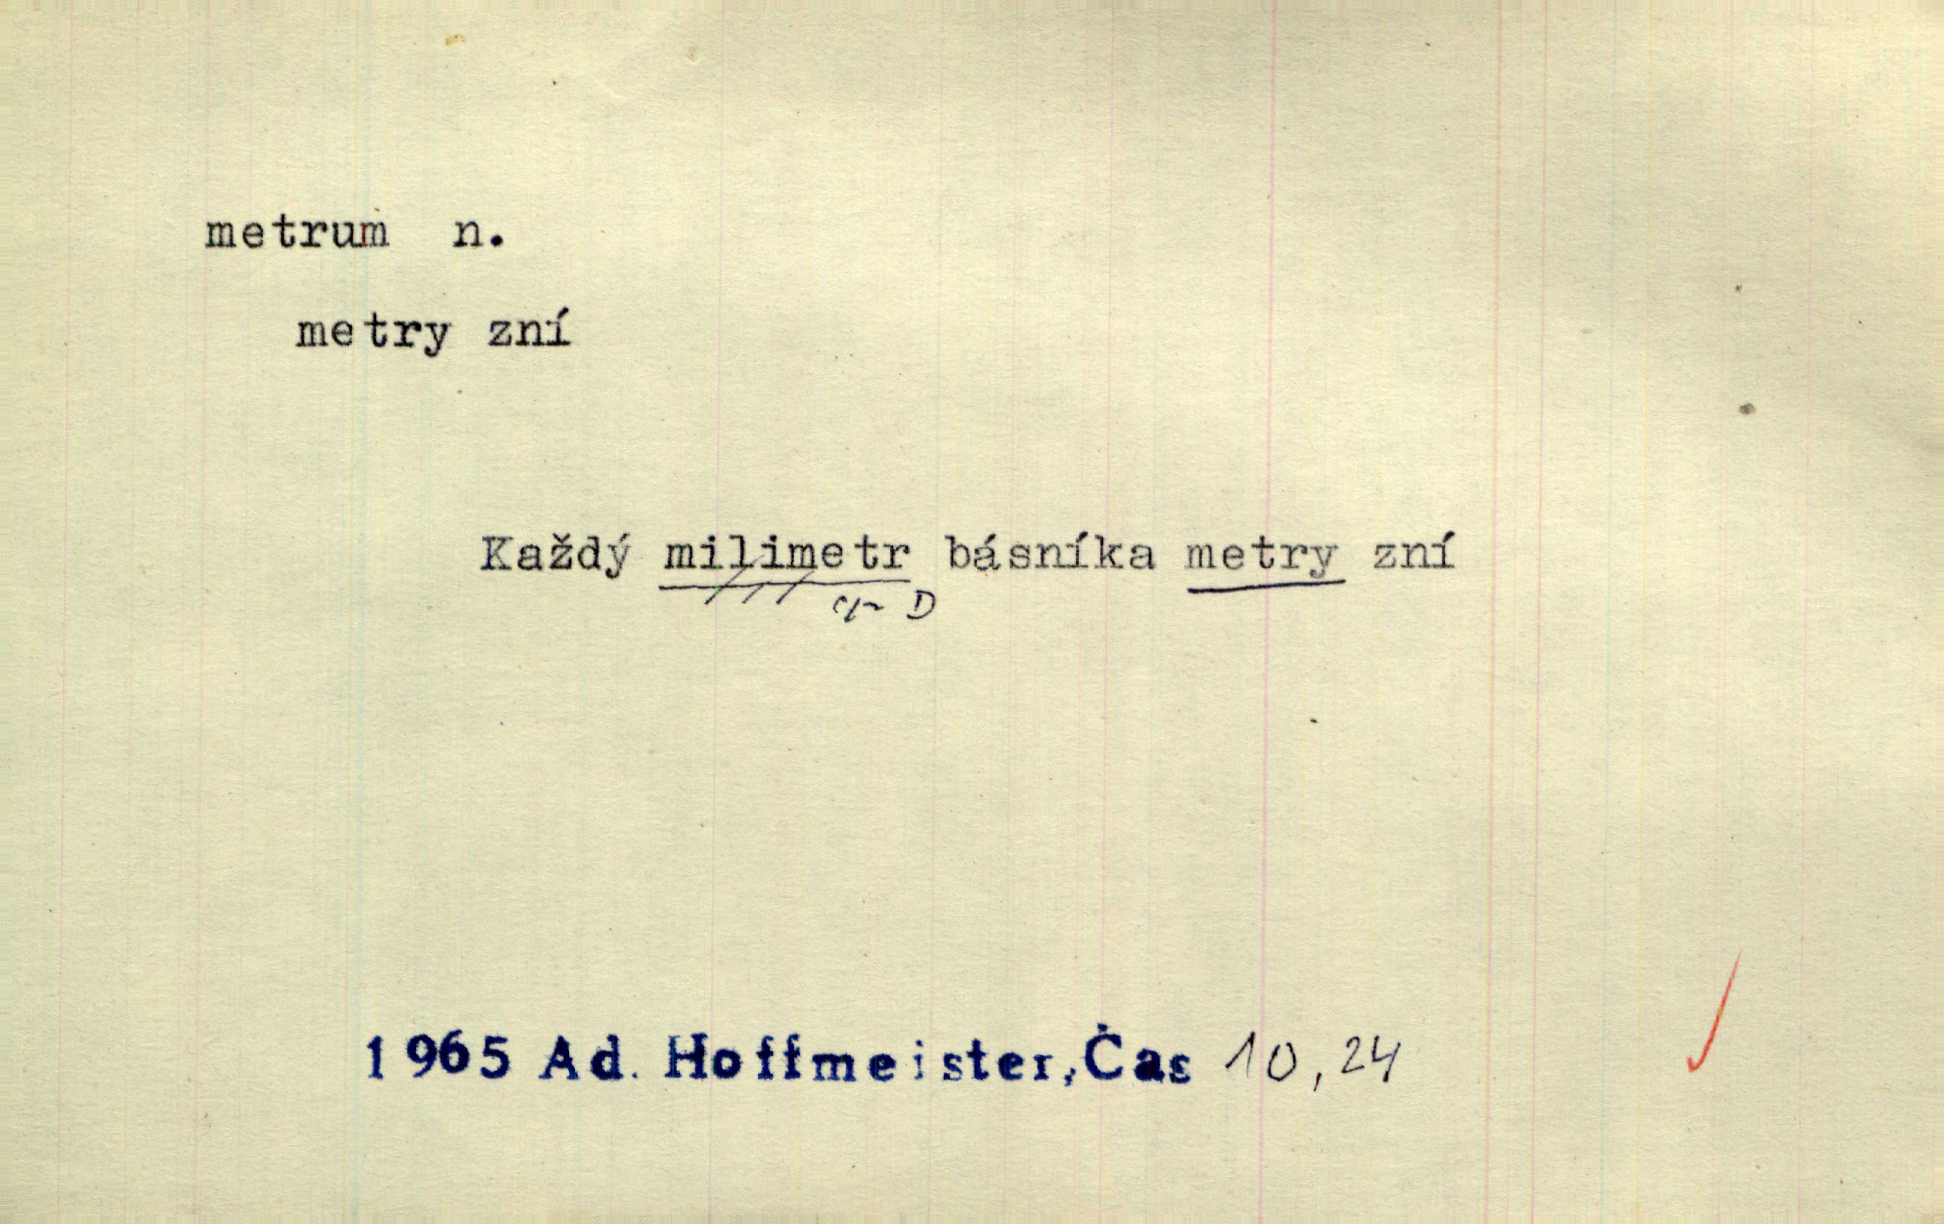 metrum n.
metry zní
Každý milimetr básníka metry zní
D
1965 Ad. Hoffmeister, Čas 10,24